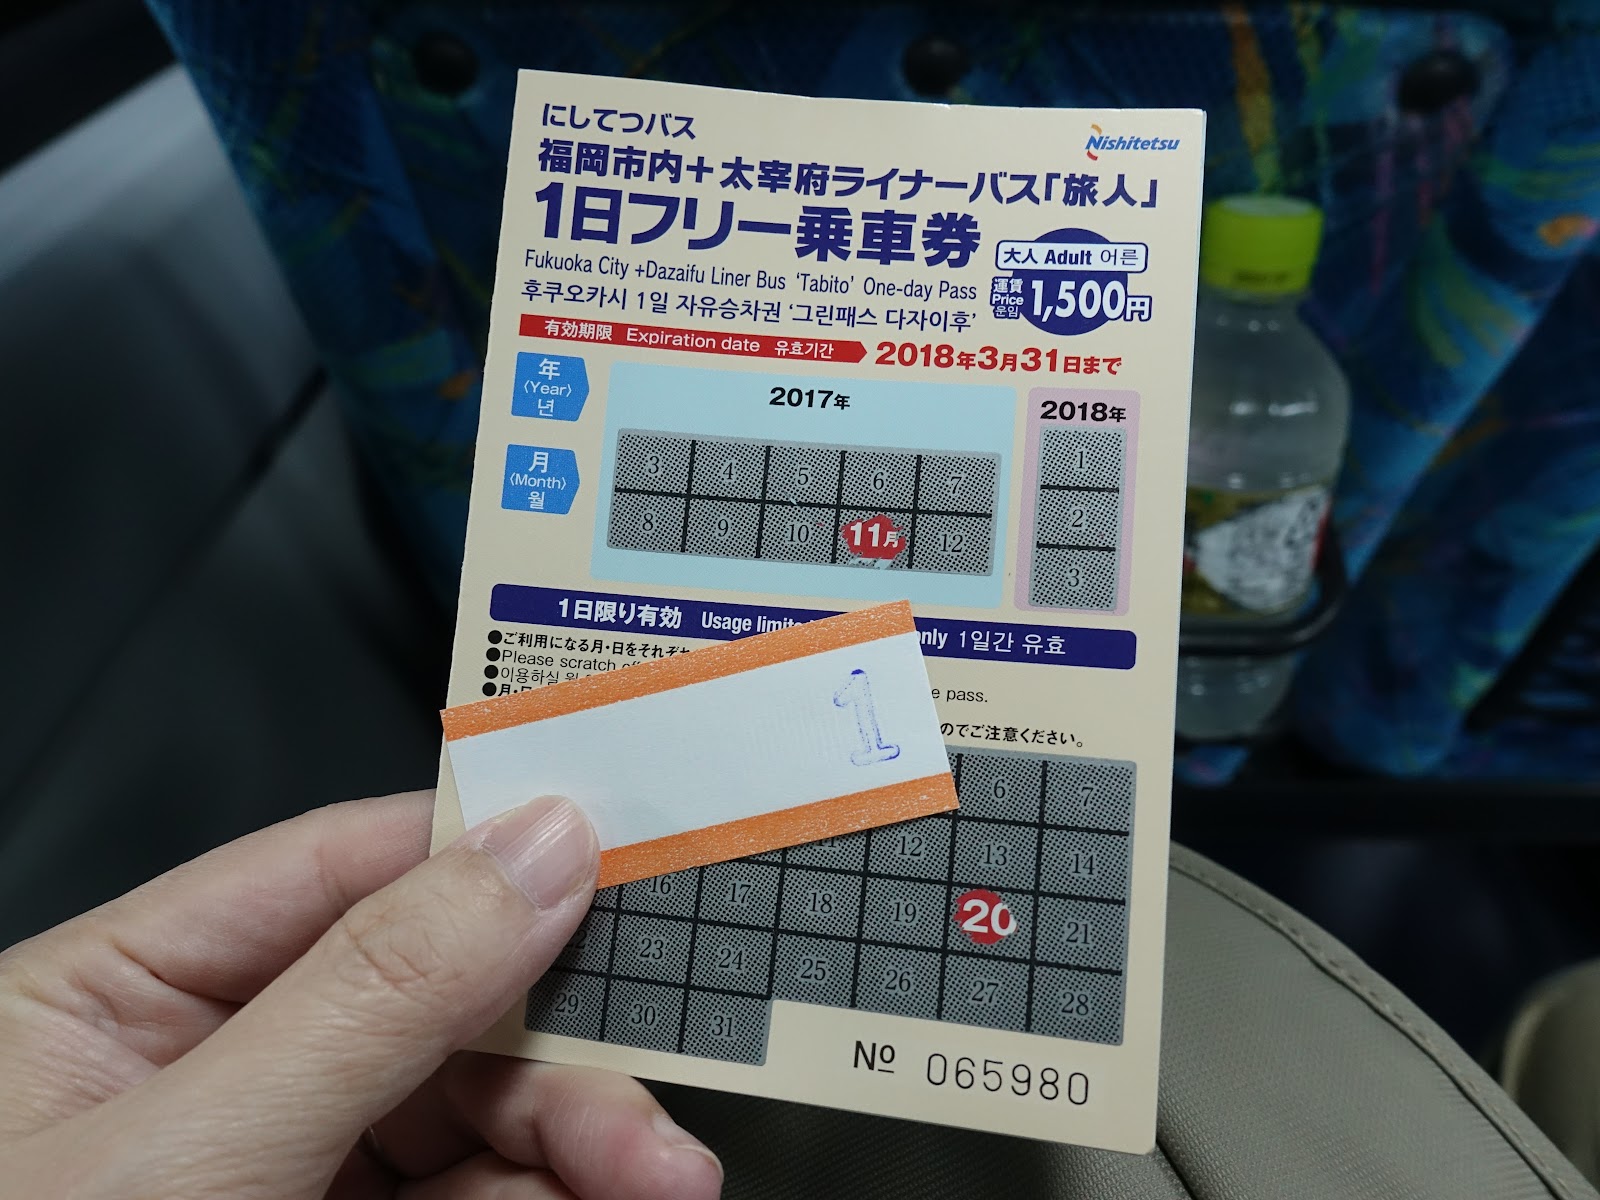 にしてつバス
Nishitetsu
福岡市内＋太宰府ライナーバス「旅人」
1日フリー乗車券
大人 Adult 어른
Fukuoka City +Dazaifu Liner Bus ‘Tabito’ One-day Pass
運賃 Price 운임 1,500円
후쿠오카시 1일 자유승차권 ‘그린패스 다자이후’
有効期限 Expiration date 유효기간 2018年3月31日まで
年 〈Year〉 년
2017年 2018年
月 〈Month〉 월
3 4 5 6 7 1
8 9 10 11月 12 2
3
1日限り有効 Usage limited only 1일간 유효
●ご利用になる月・日をそれぞれ
●Please scratch
●이용하실 월
e pass.
●月・日
のでご注意ください。
1
6 7
11 12 13 14
16 17 18 19 20 21
22 23 24 25 26 27 28
29 30 31
№ 065980